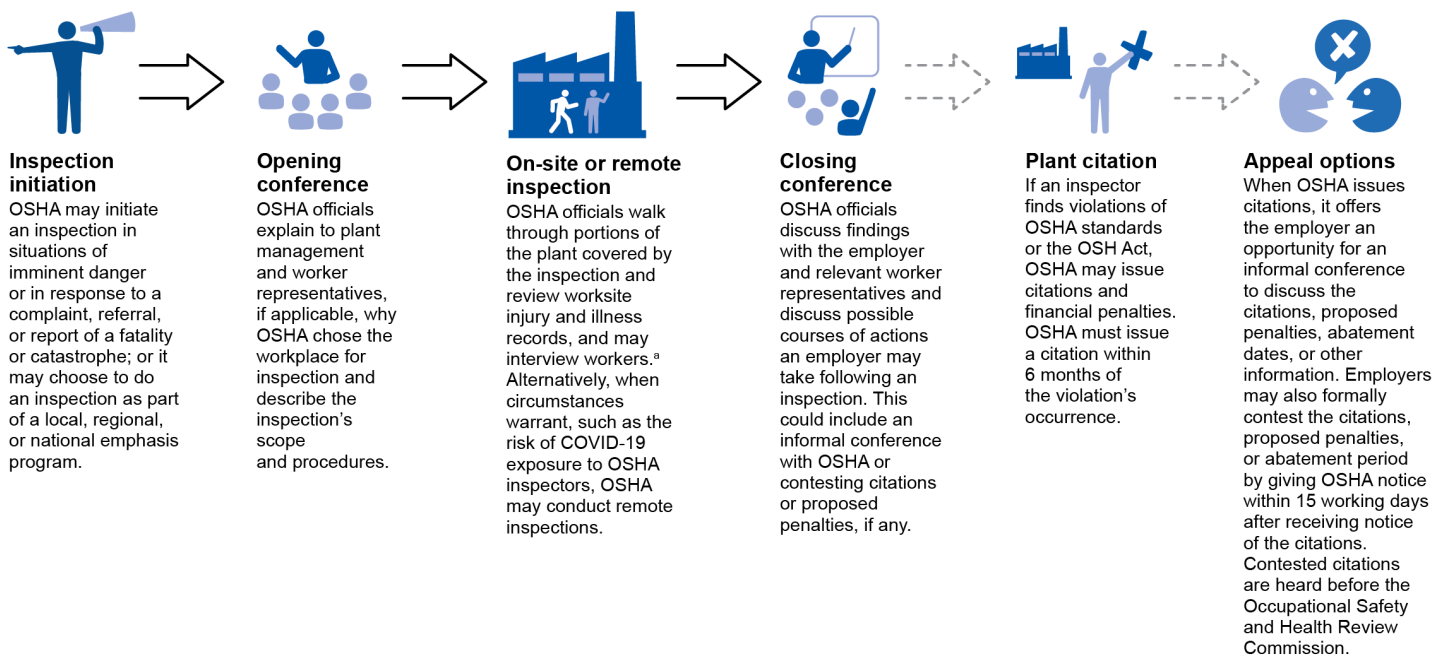 Inspection
initiation
OSHA may initiate
an inspection in
situations of
imminent danger
or in response to a
complaint, referral,
or report of a fatality
or catastrophe; or it
may choose to do
an inspection as part
of a local, regional,
or national emphasis
program.
Opening
conference
OSHA officials
explain to plant
management
and worker
representatives,
if applicable, why
OSHA chose the
workplace for
inspection and
describe the
inspection’s
scope
and procedures.
On-site or remote
inspection
OSHA officials walk
through portions of
the plant covered by
the inspection and
review worksite
injury and illness
records, and may
interview workers.ᵃ
Alternatively, when
circumstances
warrant, such as the
risk of COVID-19
exposure to OSHA
inspectors, OSHA
may conduct remote
inspections.
Closing
conference
OSHA officials
discuss findings
with the employer
and relevant worker
representatives and
discuss possible
courses of actions
an employer may
take following an
inspection. This
could include an
informal conference
with OSHA or
contesting citations
or proposed
penalties, if any.
Plant citation
If an inspector
finds violations of
OSHA standards
or the OSH Act,
OSHA may issue
citations and
financial penalties.
OSHA must issue
a citation within
6 months of
the violation’s
occurrence.
Appeal options
When OSHA issues
citations, it offers
the employer an
opportunity for an
informal conference
to discuss the
citations, proposed
penalties, abatement
dates, or other
information. Employers
may also formally
contest the citations,
proposed penalties,
or abatement period
by giving OSHA notice
within 15 working days
after receiving notice
of the citations.
Contested citations
are heard before the
Occupational Safety
and Health Review
Commission.